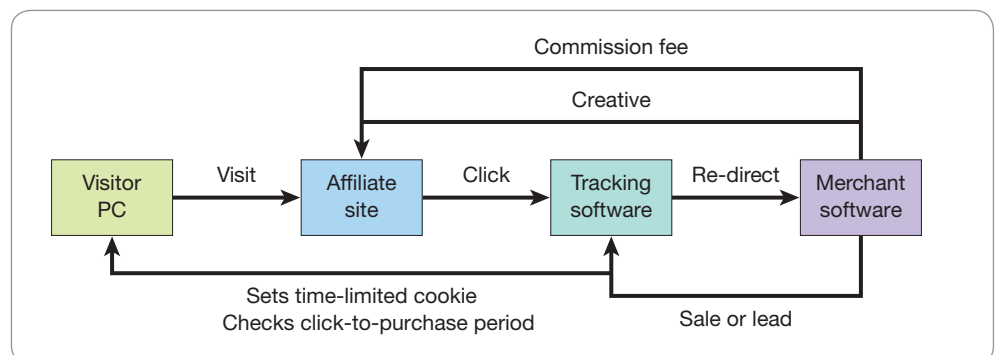 Commission fee
Creative
Visitor
PC
Visit
Affiliate
site
Click
Tracking
software
Re-direct
Merchant
software
Sets time-limited cookie
Checks click-to-purchase period
Sale or lead